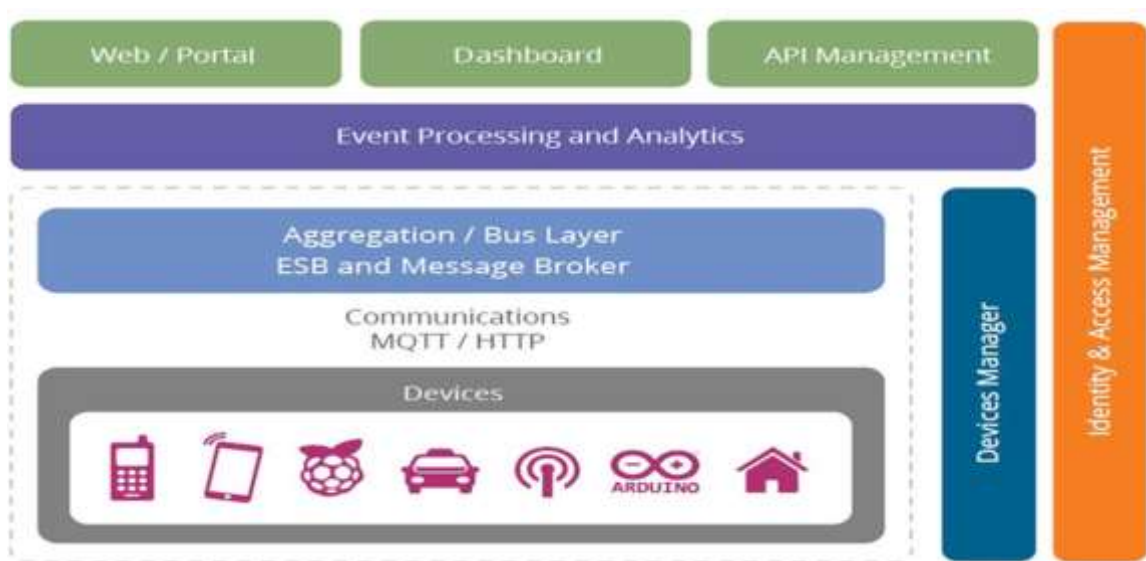 Web / Portal
Dashboard
API Management
Event Processing and Analytics
Aggregation / Bus Layer
ESB and Message Broker
Communications
MQTT / HTTP
Devices
ARDUINO
Devices Manager
Identity & Access Management